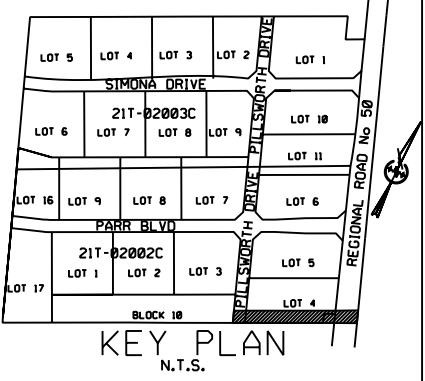 LOT 5
LOT 4
LOT 3
LOT 2
LOT 1
SIMONA DRIVE
PILLSWORTH DRIVE
21T-02003C
LOT 6
LOT 7
LOT 8
LOT 9
LOT 10
LOT 11
REGIONAL ROAD No 50
LOT 16
LOT 9
LOT 8
LOT 7
LOT 6
PARR BLVD
PILLSWORTH DRIVE
21T-02002C
LOT 17
LOT 1
LOT 2
LOT 3
LOT 5
LOT 4
BLOCK 10
KEY PLAN
N.T.S.